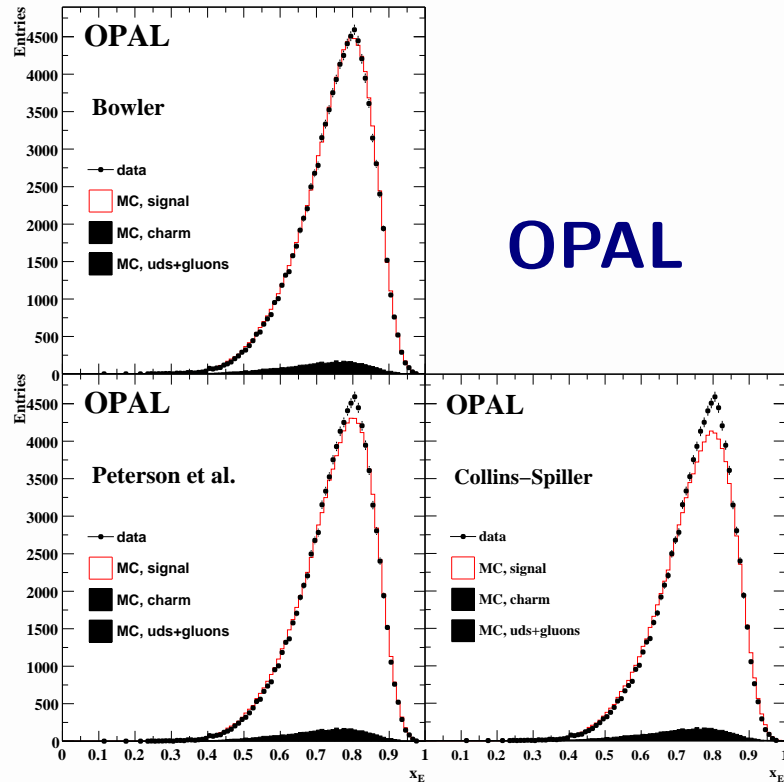 Entries
OPAL
Bowler
data
MC, signal
MC, charm
MC, uds+gluons
4500
4000
3500
3000
2500
2000
1500
1000
500
0
OPAL
Entries
OPAL
Peterson et al.
data
MC, signal
MC, charm
MC, uds+gluons
4500
4000
3500
3000
2500
2000
1500
1000
500
0
0 0.1 0.2 0.3 0.4 0.5 0.6 0.7 0.8 0.9 1
xE
OPAL
Collins–Spiller
data
MC, signal
MC, charm
MC, uds+gluons
0.1 0.2 0.3 0.4 0.5 0.6 0.7 0.8 0.9 1
xE